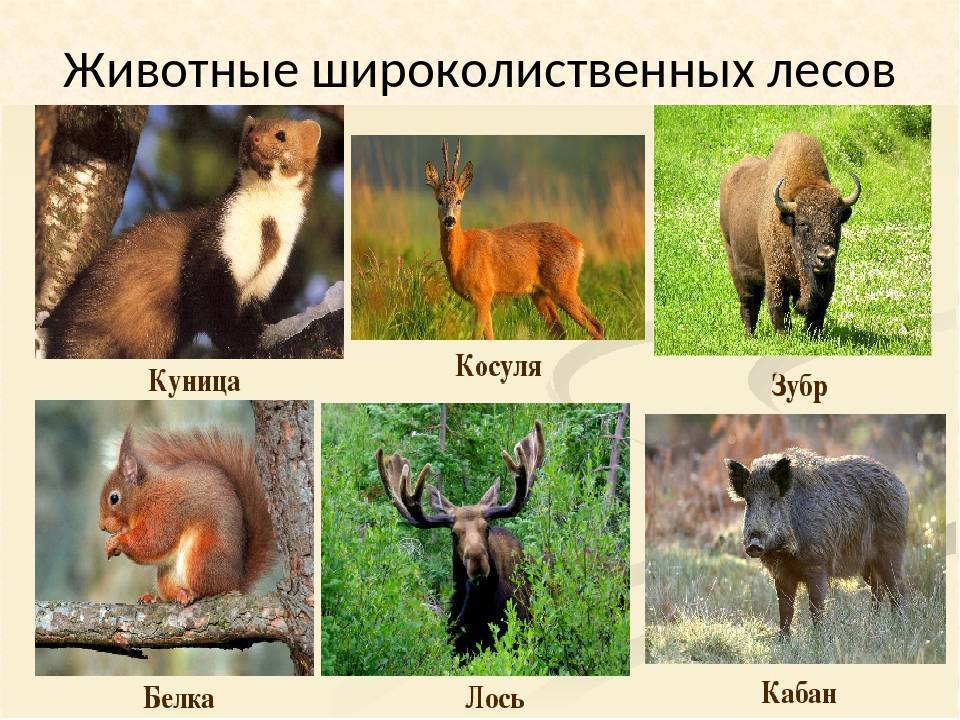 Животные широколиственных лесов
Куница
Косуля
Зубр
Белка
Лось
Кабан